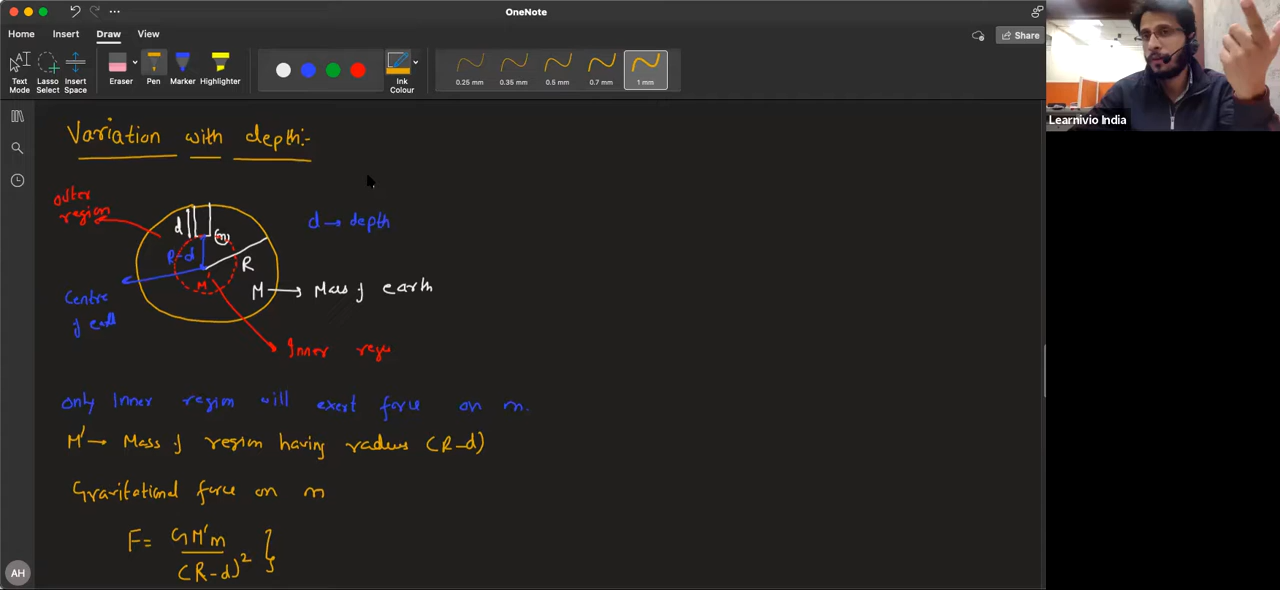 OneNote
Home Insert Draw View
Share
Text Mode
Lasso Select
Insert Space
Eraser
Pen
Marker
Highlighter
Ink Colour
0.25 mm
0.35 mm
0.5 mm
0.7 mm
1 mm
Learnivio India
Variation with depth:-
outer region
d
m
d → depth
R-d
R
M
M → Mass of earth
Centre of earth
Inner
only Inner region will exert force on m.
M' → Mass of region having radius (R-d)
Gravitational force on m
F = GM'm
(R-d)²
AH